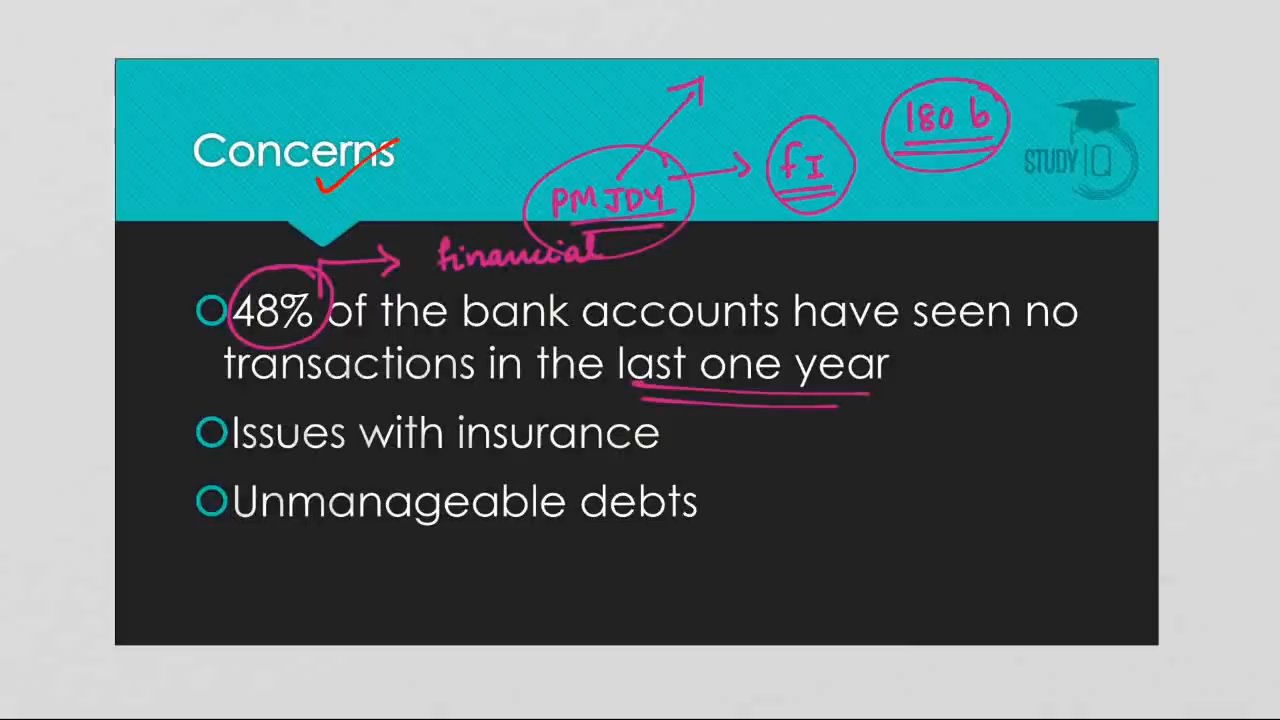 180 b
Concerns
STUDY IQ
fI
PMJDY
financial
48% of the bank accounts have seen no
transactions in the last one year
Issues with insurance
Unmanageable debts